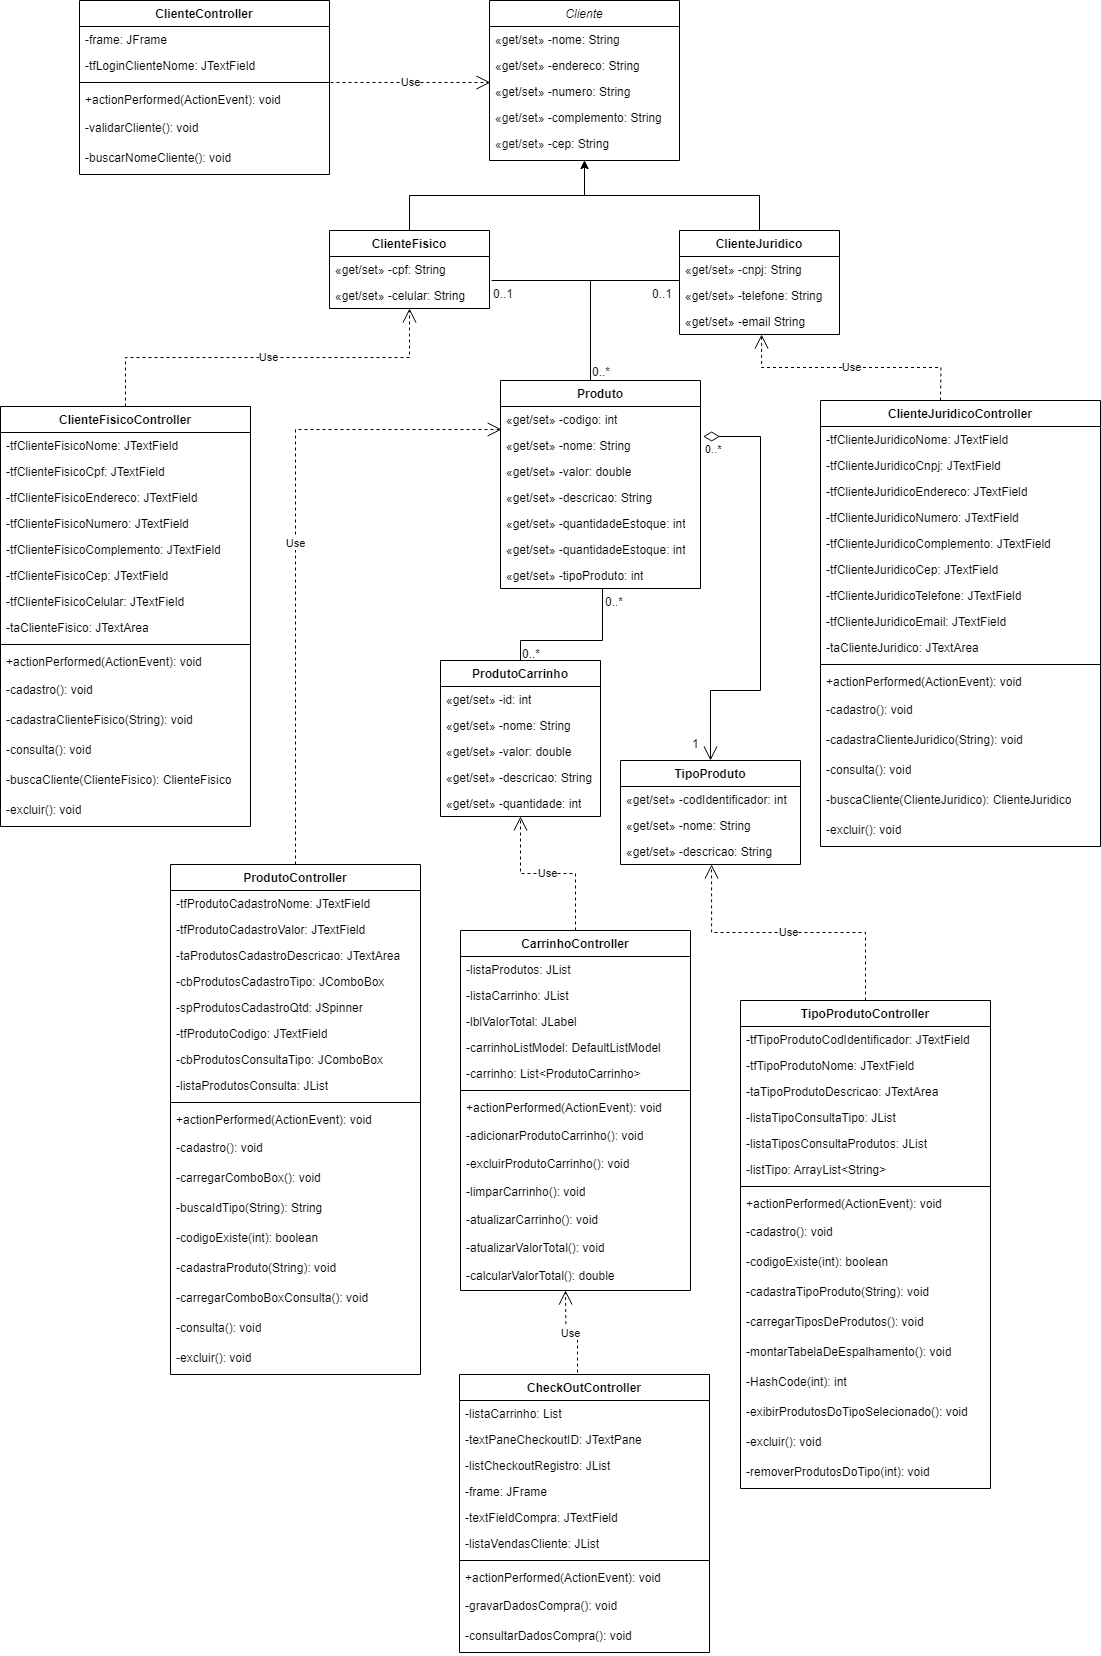 ClienteController
-frame: JFrame
-tfLoginClienteNome: JTextField
+actionPerformed(ActionEvent): void
-validarCliente(): void
-buscarNomeCliente(): void
Use
Cliente
«get/set» -nome: String
«get/set» -endereco: String
«get/set» -numero: String
«get/set» -complemento: String
«get/set» -cep: String
ClienteFisico
«get/set» -cpf: String
«get/set» -celular: String
0..1
0..1
ClienteJuridico
«get/set» -cnpj: String
«get/set» -telefone: String
«get/set» -email String
Use
Use
0..*
ClienteFisicoController
-tfClienteFisicoNome: JTextField
-tfClienteFisicoCpf: JTextField
-tfClienteFisicoEndereco: JTextField
-tfClienteFisicoNumero: JTextField
-tfClienteFisicoComplemento: JTextField
-tfClienteFisicoCep: JTextField
-tfClienteFisicoCelular: JTextField
-taClienteFisico: JTextArea
+actionPerformed(ActionEvent): void
-cadastro(): void
-cadastraClienteFisico(String): void
-consulta(): void
-buscaCliente(ClienteFisico): ClienteFisico
-excluir(): void
Use
Produto
«get/set» -codigo: int
«get/set» -nome: String
«get/set» -valor: double
«get/set» -descricao: String
«get/set» -quantidadeEstoque: int
«get/set» -quantidadeEstoque: int
«get/set» -tipoProduto: int
0..*
0..*
0..*
1
ClienteJuridicoController
-tfClienteJuridicoNome: JTextField
-tfClienteJuridicoCnpj: JTextField
-tfClienteJuridicoEndereco: JTextField
-tfClienteJuridicoNumero: JTextField
-tfClienteJuridicoComplemento: JTextField
-tfClienteJuridicoCep: JTextField
-tfClienteJuridicoTelefone: JTextField
-tfClienteJuridicoEmail: JTextField
-taClienteJuridico: JTextArea
+actionPerformed(ActionEvent): void
-cadastro(): void
-cadastraClienteJuridico(String): void
-consulta(): void
-buscaCliente(ClienteJuridico): ClienteJuridico
-excluir(): void
ProdutoCarrinho
«get/set» -id: int
«get/set» -nome: String
«get/set» -valor: double
«get/set» -descricao: String
«get/set» -quantidade: int
TipoProduto
«get/set» -codIdentificador: int
«get/set» -nome: String
«get/set» -descricao: String
Use
Use
ProdutoController
-tfProdutoCadastroNome: JTextField
-tfProdutoCadastroValor: JTextField
-taProdutosCadastroDescricao: JTextArea
-cbProdutosCadastroTipo: JComboBox
-spProdutosCadastroQtd: JSpinner
-tfProdutoCodigo: JTextField
-cbProdutosConsultaTipo: JComboBox
-listaProdutosConsulta: JList
+actionPerformed(ActionEvent): void
-cadastro(): void
-carregarComboBox(): void
-buscaIdTipo(String): String
-codigoExiste(int): boolean
-cadastraProduto(String): void
-carregarComboBoxConsulta(): void
-consulta(): void
-excluir(): void
CarrinhoController
-listaProdutos: JList
-listaCarrinho: JList
-lblValorTotal: JLabel
-carrinhoListModel: DefaultListModel
-carrinho: List<ProdutoCarrinho>
+actionPerformed(ActionEvent): void
-adicionarProdutoCarrinho(): void
-excluirProdutoCarrinho(): void
-limparCarrinho(): void
-atualizarCarrinho(): void
-atualizarValorTotal(): void
-calcularValorTotal(): double
TipoProdutoController
-tfTipoProdutoCodIdentificador: JTextField
-tfTipoProdutoNome: JTextField
-taTipoProdutoDescricao: JTextArea
-listaTipoConsultaTipo: JList
-listaTiposConsultaProdutos: JList
-listTipo: ArrayList<String>
+actionPerformed(ActionEvent): void
-cadastro(): void
-codigoExiste(int): boolean
-cadastraTipoProduto(String): void
-carregarTiposDeProdutos(): void
-montarTabelaDeEspalhamento(): void
-HashCode(int): int
-exibirProdutosDoTipoSelecionado(): void
-excluir(): void
-removerProdutosDoTipo(int): void
Use
CheckOutController
-listaCarrinho: List
-textPaneCheckoutID: JTextPane
-listCheckoutRegistro: JList
-frame: JFrame
-textFieldCompra: JTextField
-listaVendasCliente: JList
+actionPerformed(ActionEvent): void
-gravarDadosCompra(): void
-consultarDadosCompra(): void